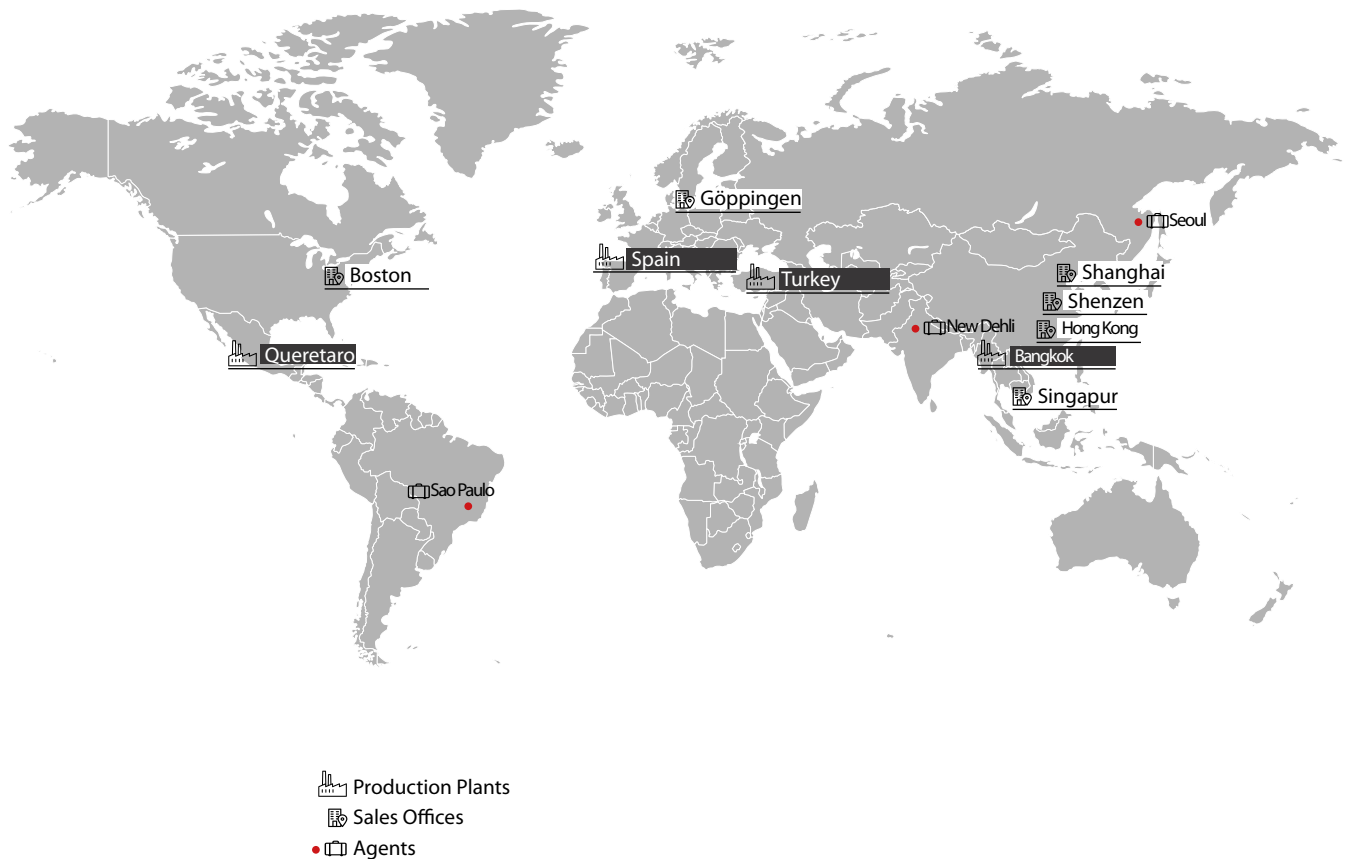 Göppingen
Seoul
Spain
Boston
Turkey
Shanghai
Shenzen
New Dehli
Hong Kong
Queretaro
Bangkok
Singapur
Sao Paulo
Production Plants
Sales Offices
Agents